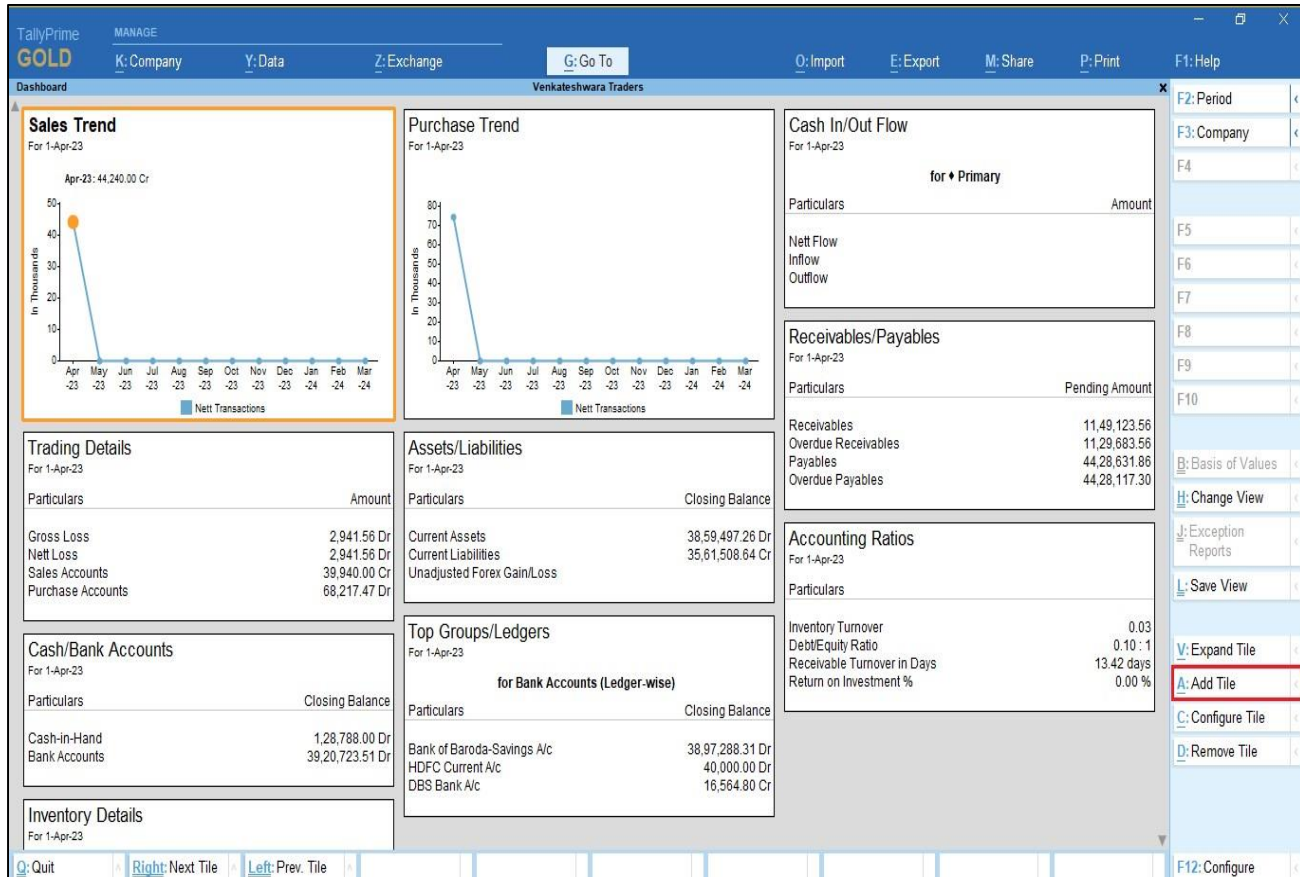 TallyPrime
GOLD
MANAGE
K: Company
Y: Data
Z: Exchange
G: Go To
O: Import
E: Export
M: Share
P: Print
F1: Help
Dashboard
Venkateshwara Traders
Sales Trend
For 1-Apr-23
Apr-23: 44,240.00 Cr
In Thousands
50
40
30
20
10
0
Apr May Jun Jul Aug Sep Oct Nov Dec Jan Feb Mar
-23 -23 -23 -23 -23 -23 -23 -23 -23 -24 -24 -24
Nett Transactions
Purchase Trend
For 1-Apr-23
In Thousands
80
70
60
50
40
30
20
10
0
Apr May Jun Jul Aug Sep Oct Nov Dec Jan Feb Mar
-23 -23 -23 -23 -23 -23 -23 -23 -23 -24 -24 -24
Nett Transactions
Cash In/Out Flow
For 1-Apr-23
for ♦ Primary
Particulars Amount
Nett Flow
Inflow
Outflow
Receivables/Payables
For 1-Apr-23
Particulars Pending Amount
Receivables 11,49,123.56
Overdue Receivables 11,29,683.56
Payables 44,28,631.86
Overdue Payables 44,28,117.30
Trading Details
For 1-Apr-23
Particulars Amount
Gross Loss 2,941.56 Dr
Nett Loss 2,941.56 Dr
Sales Accounts 39,940.00 Cr
Purchase Accounts 68,217.47 Dr
Assets/Liabilities
For 1-Apr-23
Particulars Closing Balance
Current Assets 38,59,497.26 Dr
Current Liabilities 35,61,508.64 Cr
Unadjusted Forex Gain/Loss
Accounting Ratios
For 1-Apr-23
Particulars
Inventory Turnover 0.03
Debt/Equity Ratio 0.10 : 1
Receivable Turnover in Days 13.42 days
Return on Investment % 0.00 %
Cash/Bank Accounts
For 1-Apr-23
Particulars Closing Balance
Cash-in-Hand 1,28,788.00 Dr
Bank Accounts 39,20,723.51 Dr
Top Groups/Ledgers
For 1-Apr-23
for Bank Accounts (Ledger-wise)
Particulars Closing Balance
Bank of Baroda-Savings A/c 38,97,288.31 Dr
HDFC Current A/c 40,000.00 Dr
DBS Bank A/c 16,564.80 Cr
Inventory Details
For 1-Apr-23
F2: Period
F3: Company
F4
F5
F6
F7
F8
F9
F10
B: Basis of Values
H: Change View
J: Exception
Reports
L: Save View
V: Expand Tile
A: Add Tile
C: Configure Tile
D: Remove Tile
F12: Configure
Q: Quit
Right: Next Tile
Left: Prev. Tile